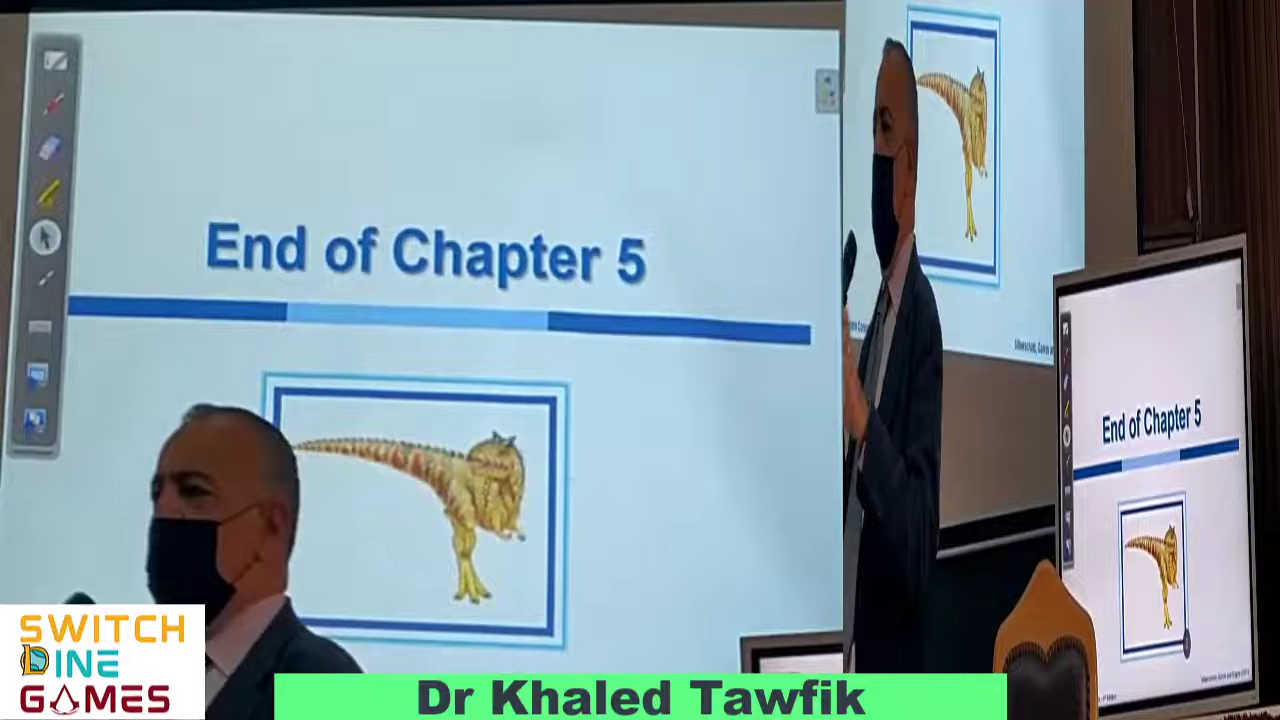 End of Chapter 5
End of Chapter 5
SWITCH
DINE
GAMES
Dr Khaled Tawfik